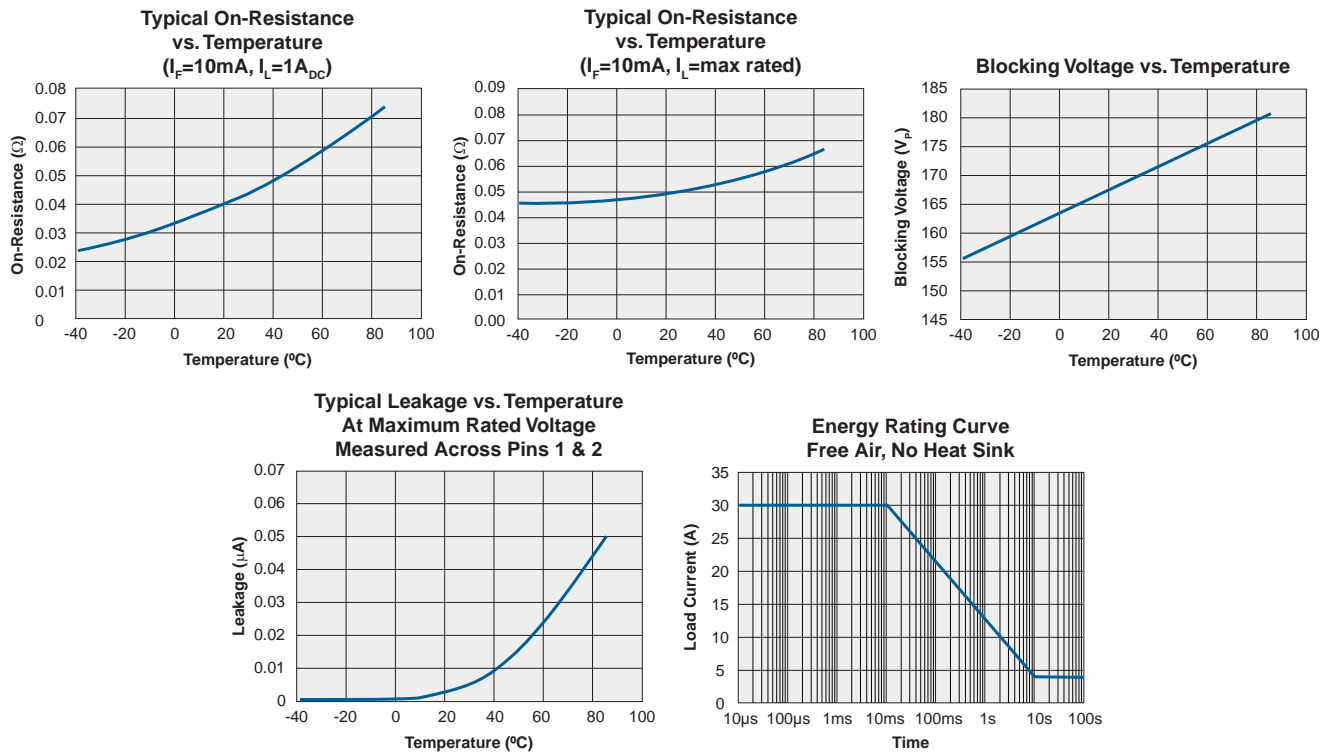 Typical On-Resistance
vs. Temperature
(IF=10mA, IL=1ADC)
On-Resistance (Ω)
0.08
0.07
0.06
0.05
0.04
0.03
0.02
0.01
0
-40 -20 0 20 40 60 80 100
Temperature (ºC)
Typical On-Resistance
vs. Temperature
(IF=10mA, IL=max rated)
On-Resistance (Ω)
0.09
0.08
0.07
0.06
0.05
0.04
0.03
0.02
0.01
0.00
-40 -20 0 20 40 60 80 100
Temperature (ºC)
Blocking Voltage vs. Temperature
Blocking Voltage (VP)
185
180
175
170
165
160
155
150
145
-40 -20 0 20 40 60 80 100
Temperature (ºC)
Typical Leakage vs. Temperature
At Maximum Rated Voltage
Measured Across Pins 1 & 2
Leakage (μA)
0.07
0.06
0.05
0.04
0.03
0.02
0.01
0
-40 -20 0 20 40 60 80 100
Temperature (ºC)
Energy Rating Curve
Free Air, No Heat Sink
Load Current (A)
35
30
25
20
15
10
5
0
10μs 100μs 1ms 10ms 100ms 1s 10s 100s
Time